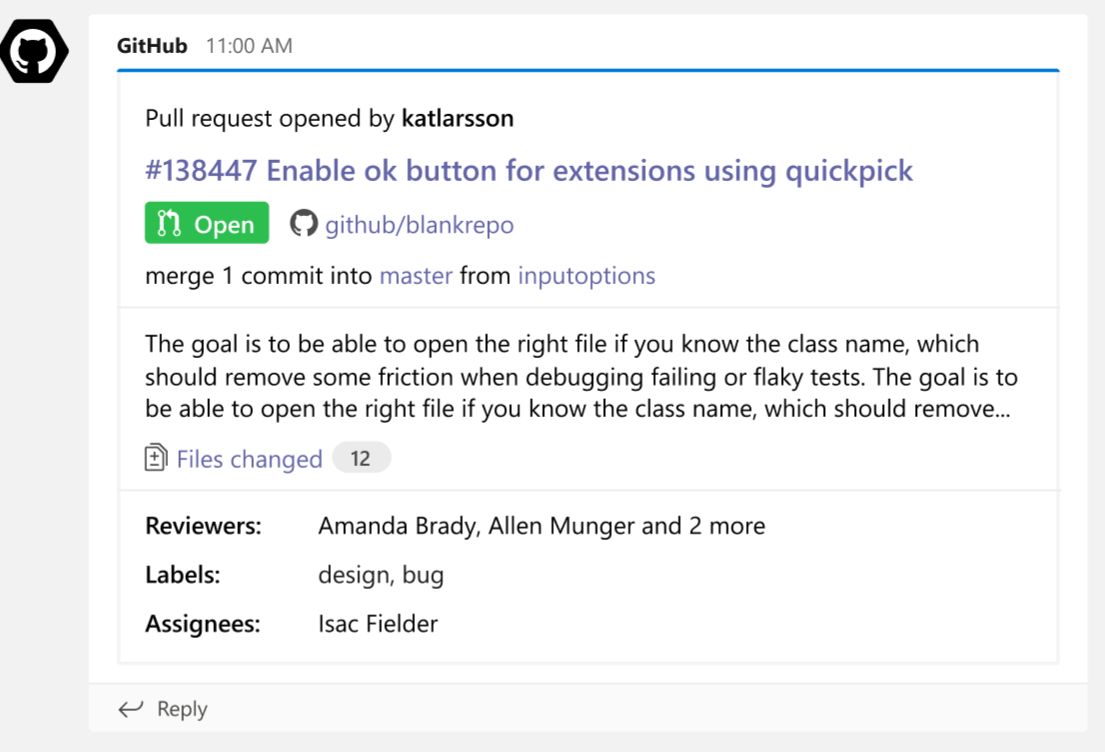 GitHub 11:00 AM
Pull request opened by katlarsson
#138447 Enable ok button for extensions using quickpick
Open github/blankrepo
merge 1 commit into master from inputoptions
The goal is to be able to open the right file if you know the class name, which
should remove some friction when debugging failing or flaky tests. The goal is to
be able to open the right file if you know the class name, which should remove...
Files changed 12
Reviewers: Amanda Brady, Allen Munger and 2 more
Labels: design, bug
Assignees: Isac Fielder
Reply